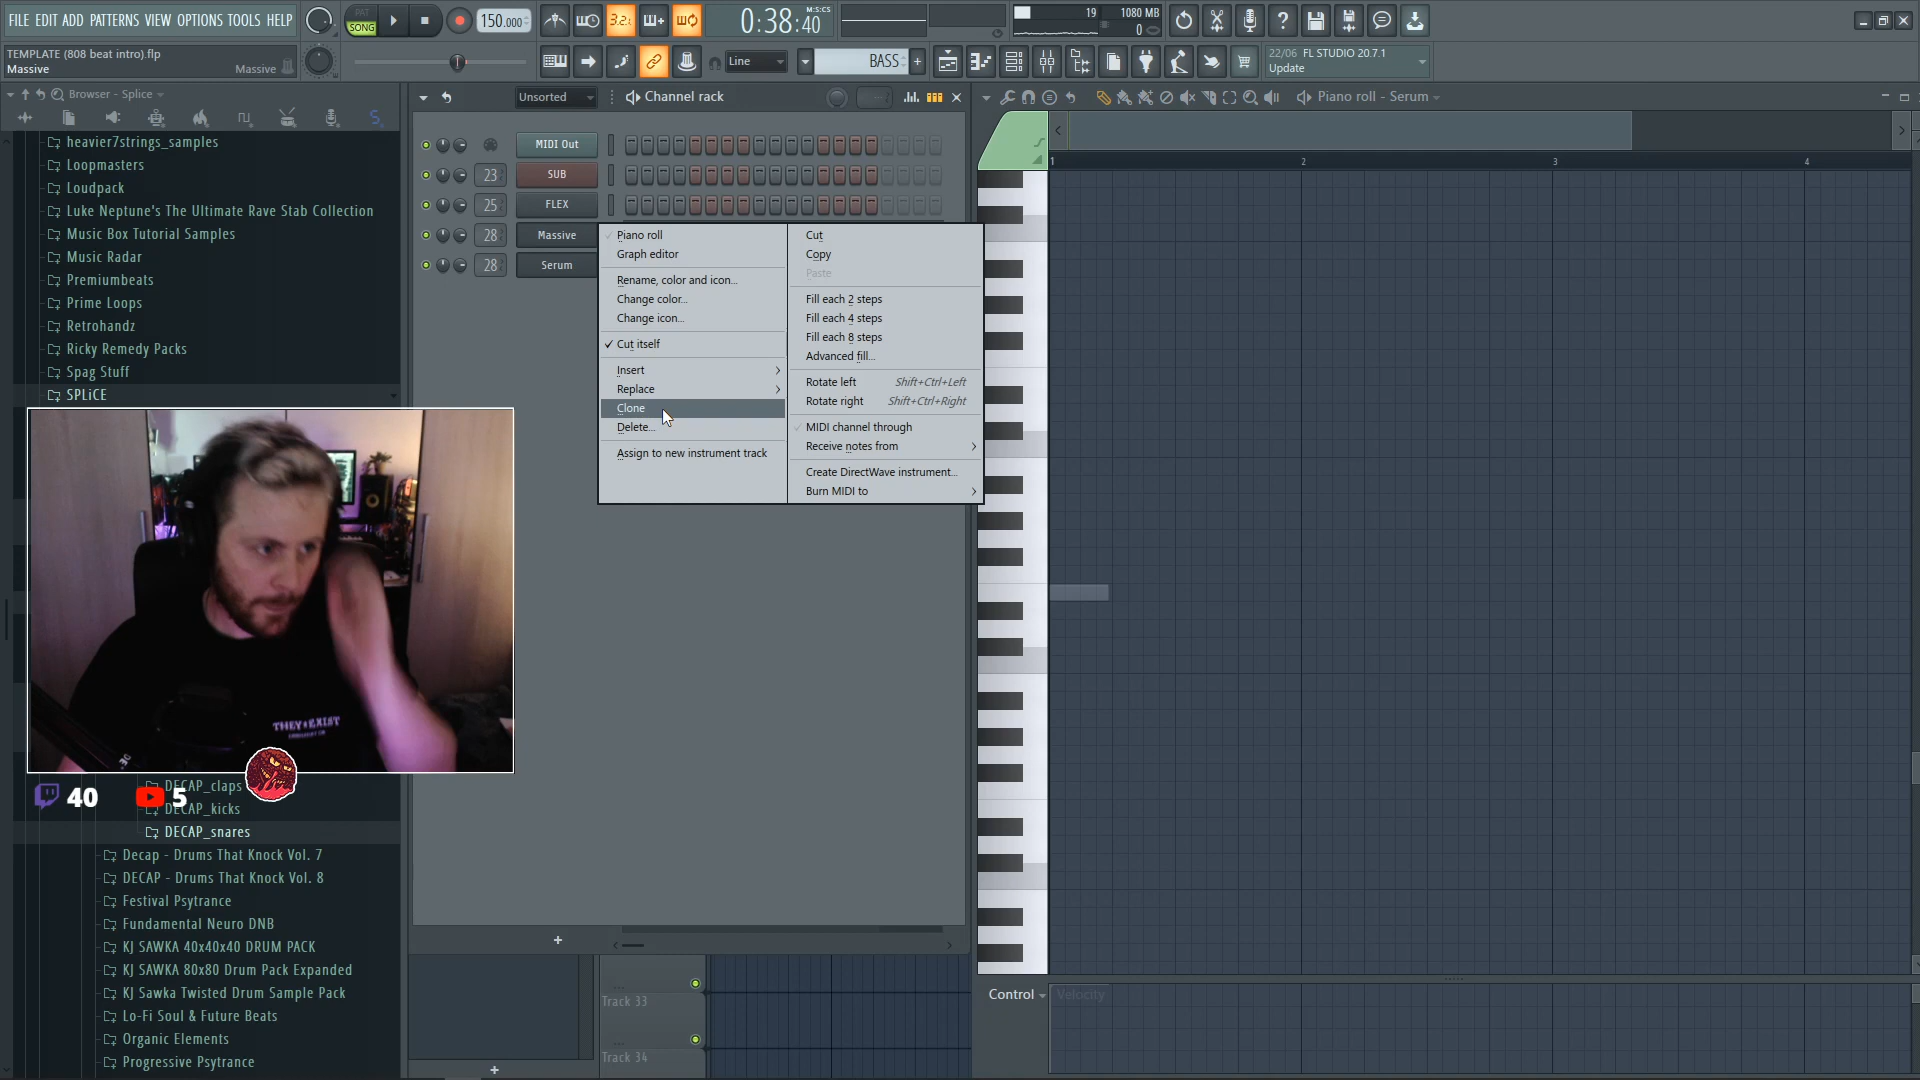 FILE EDIT ADD PATTERNS VIEW OPTIONS TOOLS HELP
PAT
SONG
150.000
3.2.
0:38:40
M:S:CS
19
1080 MB
0
TEMPLATE (808 beat intro).flp
Massive
Massive
Line
BASS
22/06 FL STUDIO 20.7.1
Update
Browser - Splice
Unsorted
Channel rack
Piano roll - Serum
heavier7strings_samples
Loopmasters
Loudpack
Luke Neptune's The Ultimate Rave Stab Collection
Music Box Tutorial Samples
Music Radar
Premiumbeats
Prime Loops
Retrohandz
Ricky Remedy Packs
Spag Stuff
SPLiCE
MIDI Out
23 SUB
25 FLEX
28 Massive
28 Serum
Piano roll
Graph editor
Rename, color and icon...
Change color...
Change icon...
Cut itself
Insert
Replace
Clone
Delete...
Assign to new instrument track
Cut
Copy
Paste
Fill each 2 steps
Fill each 4 steps
Fill each 8 steps
Advanced fill...
Rotate left Shift+Ctrl+Left
Rotate right Shift+Ctrl+Right
MIDI channel through
Receive notes from
Create DirectWave instrument...
Burn MIDI to
1 2 3 4
THEY EXIST
40
5
DECAP_claps
DECAP_kicks
DECAP_snares
Decap - Drums That Knock Vol. 7
DECAP - Drums That Knock Vol. 8
Festival Psytrance
Fundamental Neuro DNB
KJ SAWKA 40x40x40 DRUM PACK
KJ SAWKA 80x80 Drum Pack Expanded
KJ Sawka Twisted Drum Sample Pack
Lo-Fi Soul & Future Beats
Organic Elements
Progressive Psytrance
Track 33
Track 34
Control
Velocity